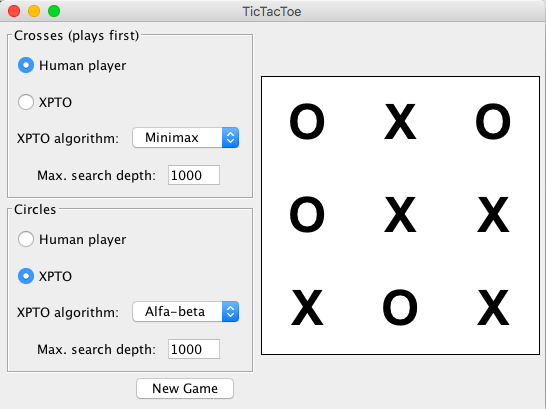 TicTacToe
Crosses (plays first)
Human player
XPTO
XPTO algorithm: Minimax
Max. search depth: 1000
Circles
Human player
XPTO
XPTO algorithm: Alfa-beta
Max. search depth: 1000
New Game
O X O
O X X
X O X